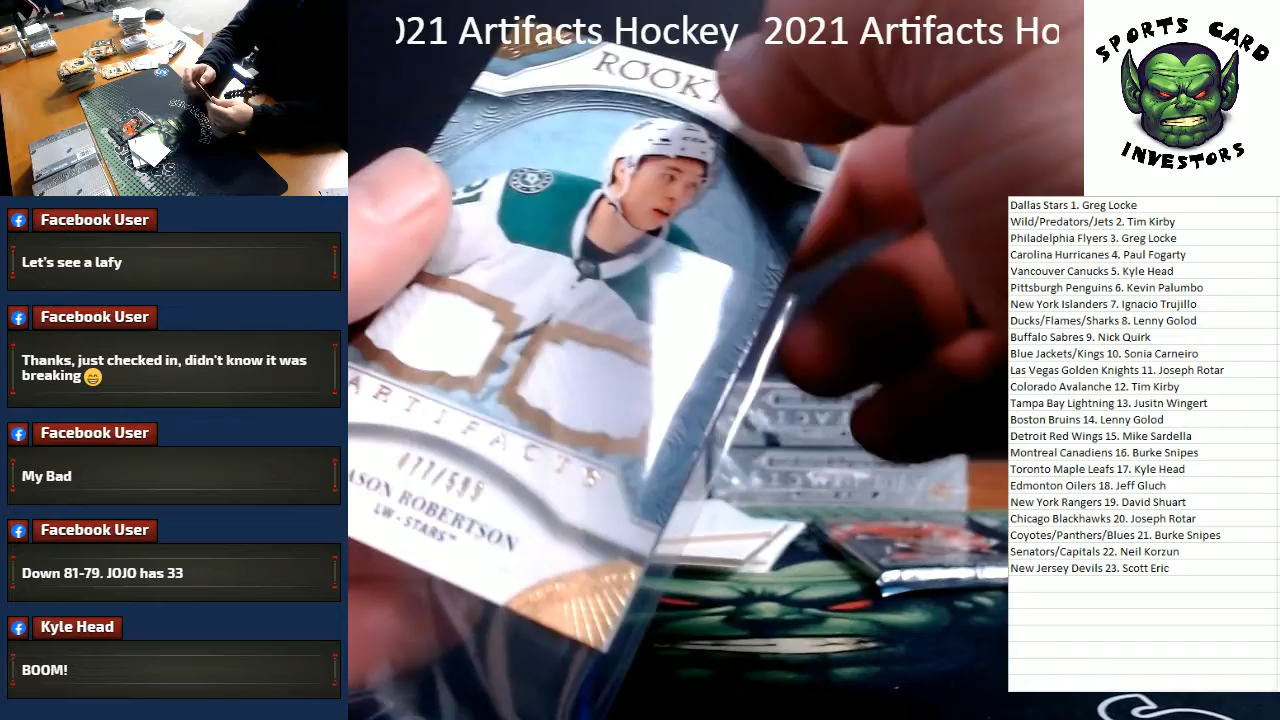 021 Artifacts Hockey 2021 Artifacts Ho
SPORTS CARD
INVESTORS
Facebook User
Let's see a lafy
Facebook User
Thanks, just checked in, didn't know it was
breaking 😁
Facebook User
My Bad
Facebook User
Down 81-79. JOJO has 33
Kyle Head
BOOM!
ROOK
ARTIFACTS
077/599
ASON ROBERTSON
LW - STARS™
Dallas Stars 1. Greg Locke
Wild/Predators/Jets 2. Tim Kirby
Philadelphia Flyers 3. Greg Locke
Carolina Hurricanes 4. Paul Fogarty
Vancouver Canucks 5. Kyle Head
Pittsburgh Penguins 6. Kevin Palumbo
New York Islanders 7. Ignacio Trujillo
Ducks/Flames/Sharks 8. Lenny Golod
Buffalo Sabres 9. Nick Quirk
Blue Jackets/Kings 10. Sonia Carneiro
Las Vegas Golden Knights 11. Joseph Rotar
Colorado Avalanche 12. Tim Kirby
Tampa Bay Lightning 13. Jusitn Wingert
Boston Bruins 14. Lenny Golod
Detroit Red Wings 15. Mike Sardella
Montreal Canadiens 16. Burke Snipes
Toronto Maple Leafs 17. Kyle Head
Edmonton Oilers 18. Jeff Gluch
New York Rangers 19. David Shuart
Chicago Blackhawks 20. Joseph Rotar
Coyotes/Panthers/Blues 21. Burke Snipes
Senators/Capitals 22. Neil Korzun
New Jersey Devils 23. Scott Eric